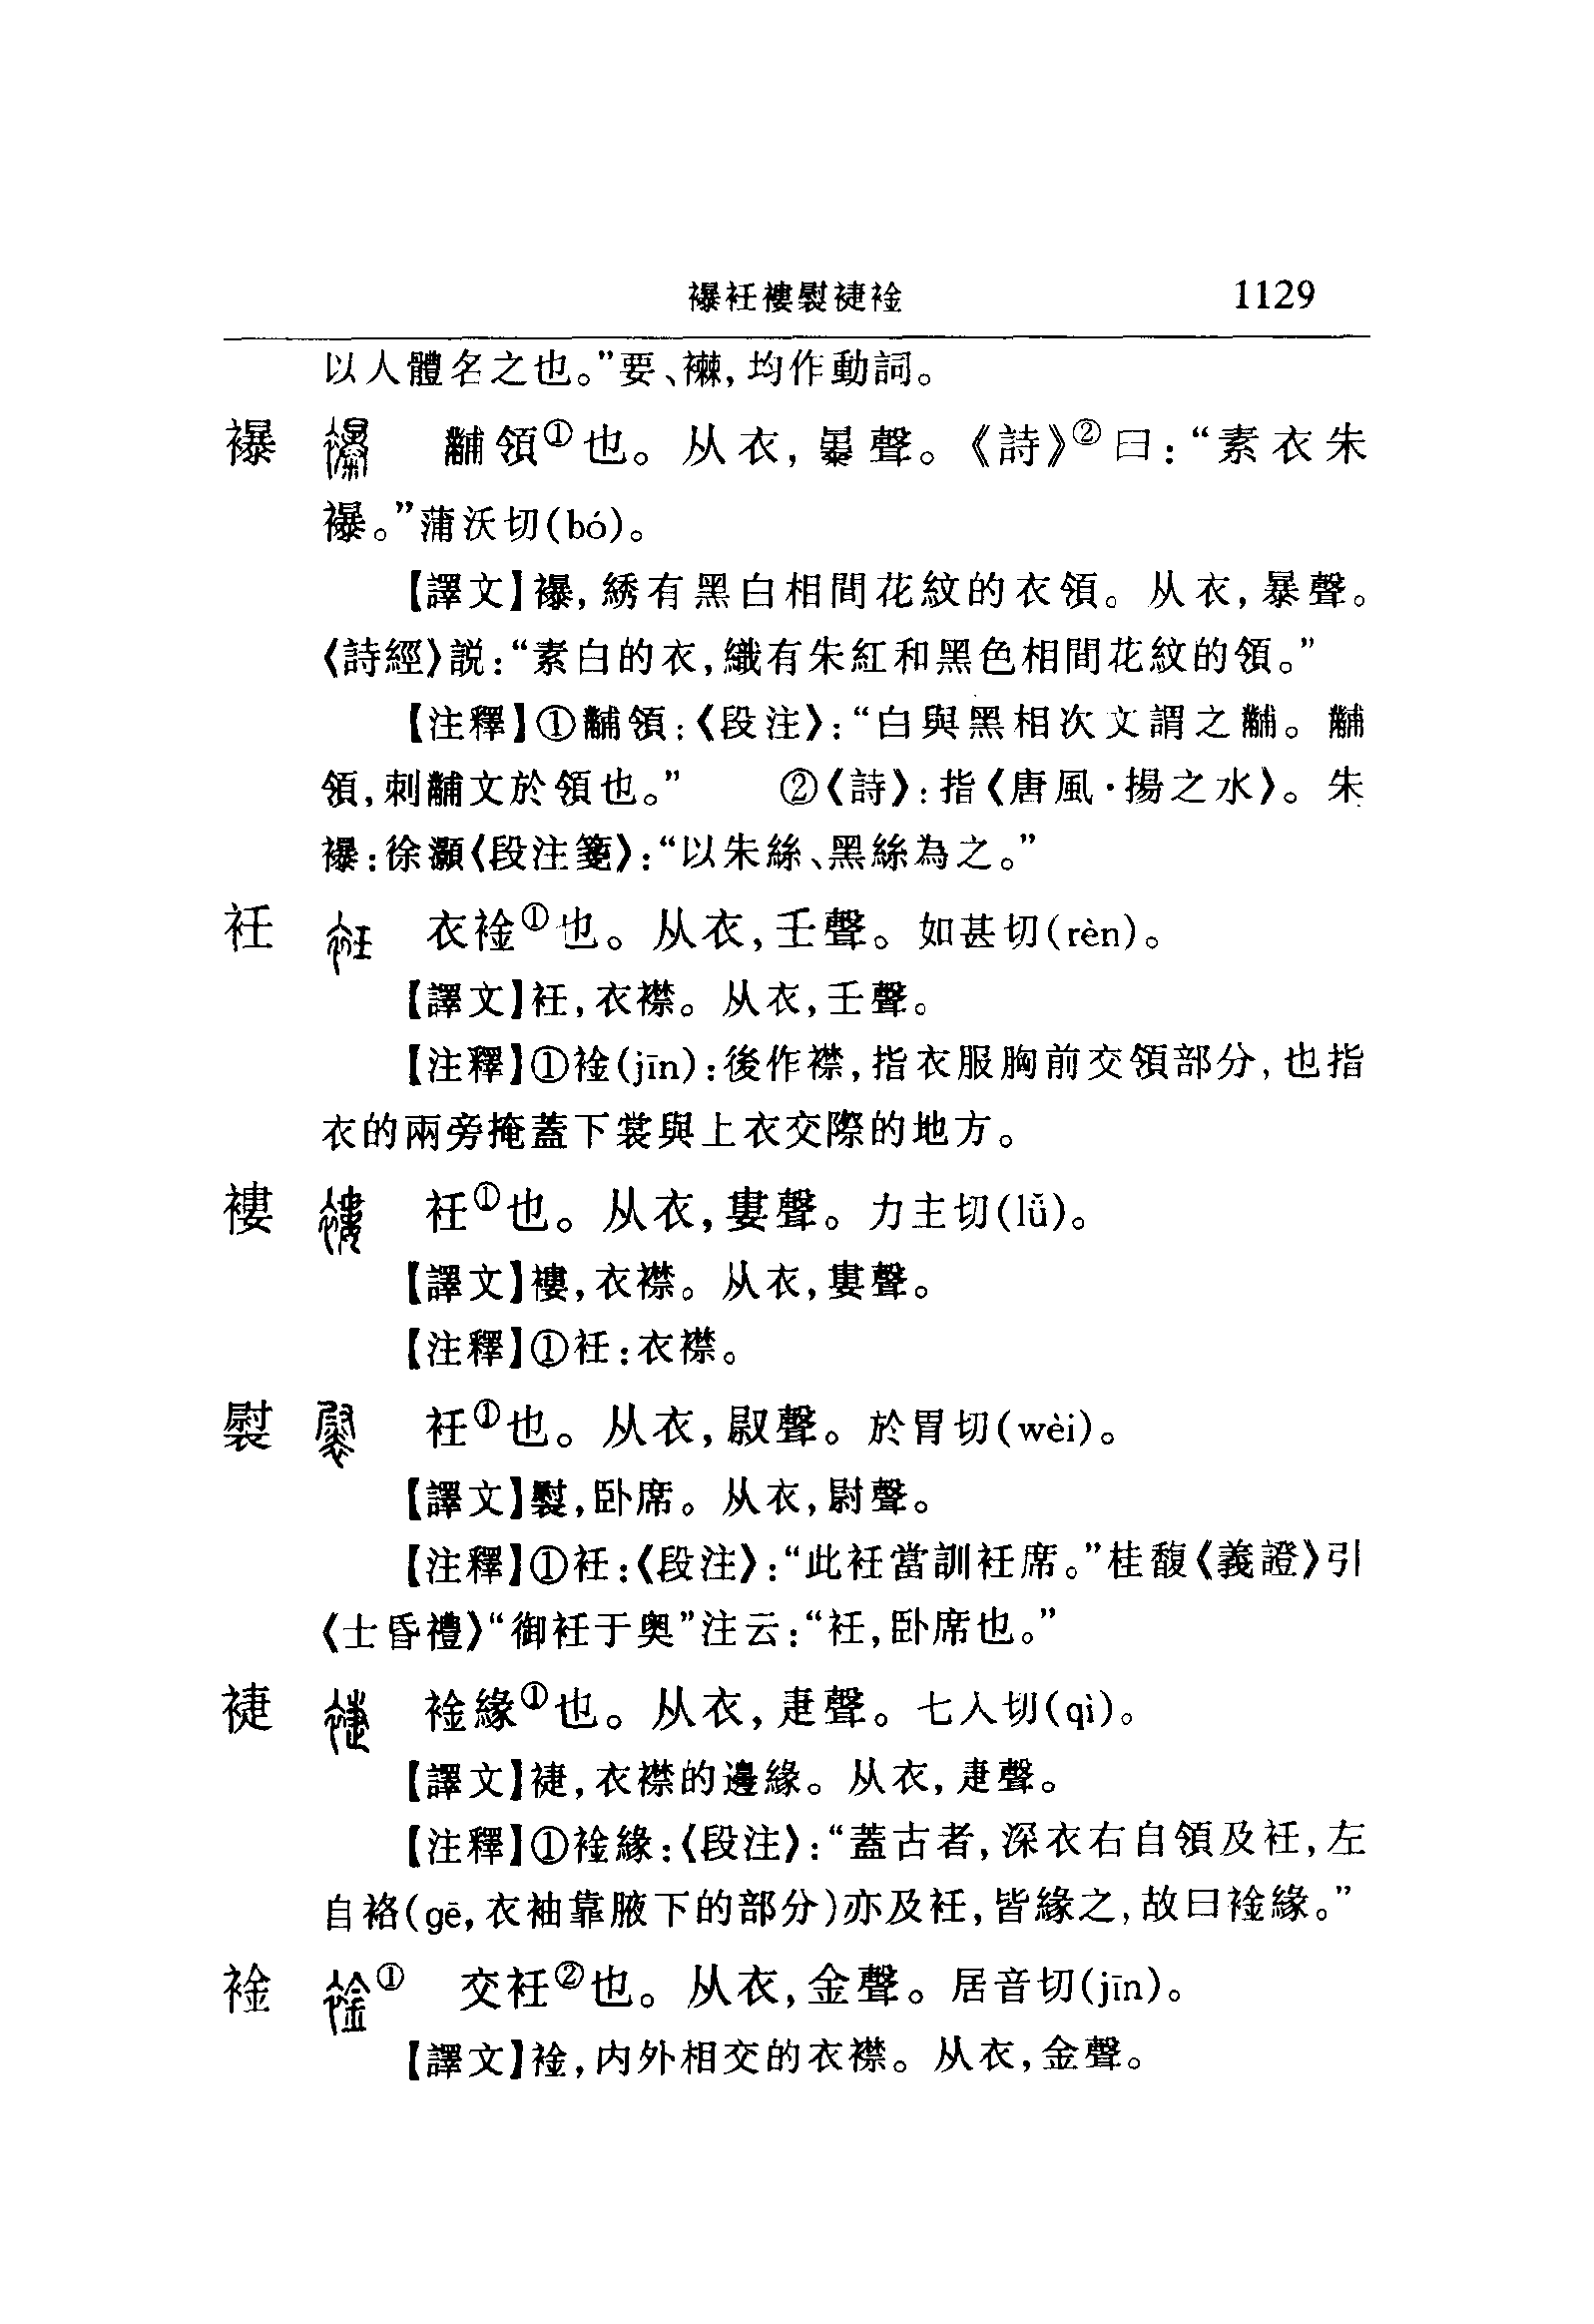 襮衽褸褽褄衿 1129
以人體名之也。”要、襋,均作動詞。
襮 黼領①也。从衣,暴聲。《詩》②曰:“素衣朱
襮。”蒲沃切(bó)。
【譯文】襮,綉有黑白相間花紋的衣領。从衣,暴聲。
〈詩經〉説:“素白的衣,織有朱紅和黑色相間花紋的領。”
【注釋】①黼領:〈段注〉:“白與黑相次文謂之黼。黼
領,刺黼文於領也。” ②〈詩〉:指〈唐風·揚之水〉。朱
襮:徐灝〈段注箋〉:“以朱絲、黑絲為之。”
衽 衣䘳①也。从衣,壬聲。如甚切(rèn)。
【譯文】衽,衣襟。从衣,壬聲。
【注釋】①䘳(jīn):後作襟,指衣服胸前交領部分,也指
衣的兩旁掩蓋下裳與上衣交際的地方。
褸 衽①也。从衣,婁聲。力主切(lǚ)。
【譯文】褸,衣襟。从衣,婁聲。
【注釋】①衽:衣襟。
褽 衽①也。从衣,㷉聲。於胃切(wèi)。
【譯文】褽,卧席。从衣,尉聲。
【注釋】①衽:〈段注〉:“此衽當訓衽席。”桂馥〈義證〉引
〈士昏禮〉“御衽于奥”注云:“衽,卧席也。”
䘿 䘳緣①也。从衣,疌聲。七入切(qì)。
【譯文】䘿,衣襟的邊緣。从衣,疌聲。
【注釋】①䘳緣:〈段注〉:“蓋古者,深衣右自領及衽,左
自袼(gē,衣袖靠腋下的部分)亦及衽,皆緣之,故曰䘳緣。”
䘳 ① 交衽②也。从衣,金聲。居音切(jīn)。
【譯文】䘳,内外相交的衣襟。从衣,金聲。